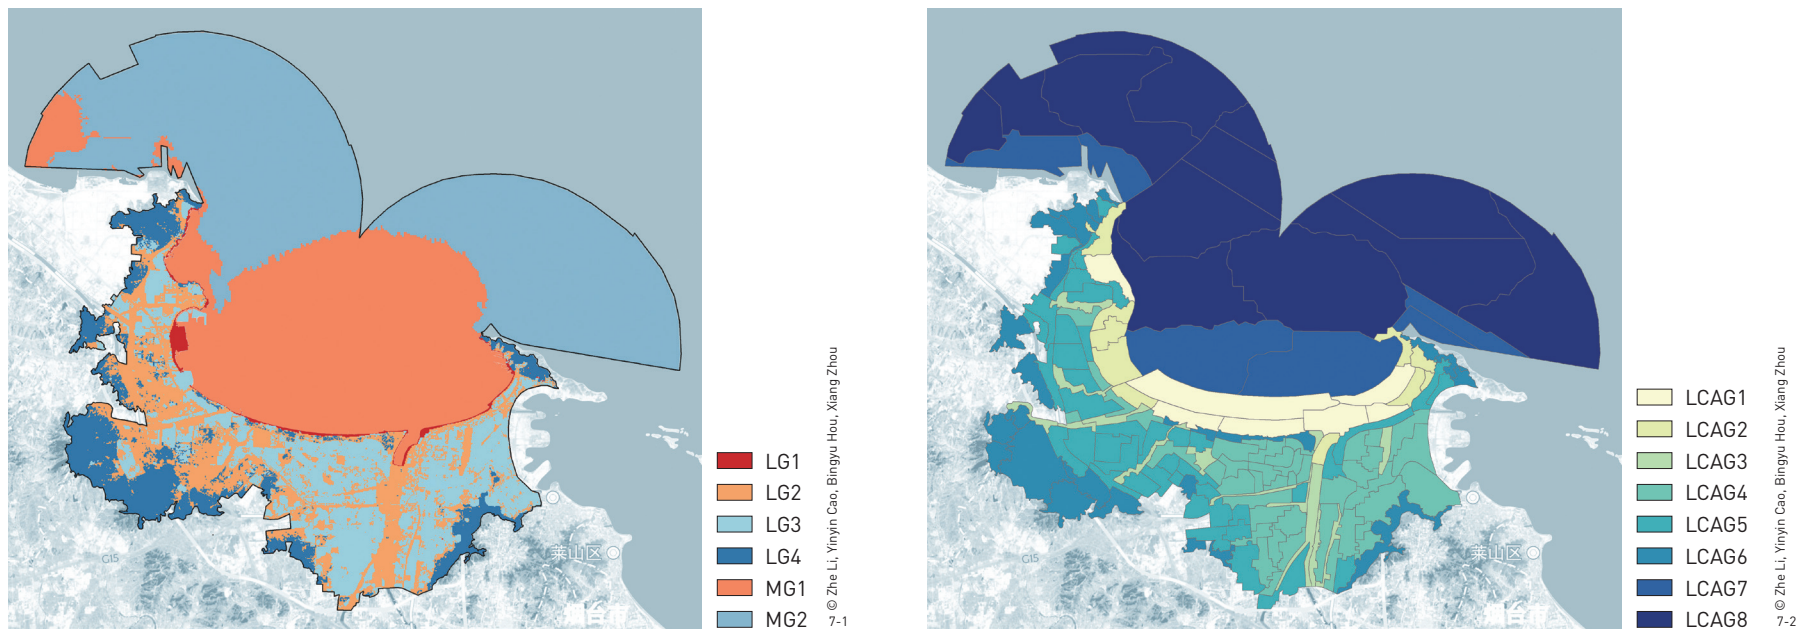 G15
莱山区
烟台市
LG1
LG2
LG3
LG4
MG1
MG2
© Zhe Li, Yinyin Cao, Bingyu Hou, Xiang Zhou
7-1
G15
莱山区
烟台市
LCAG1
LCAG2
LCAG3
LCAG4
LCAG5
LCAG6
LCAG7
LCAG8
© Zhe Li, Yinyin Cao, Bingyu Hou, Xiang Zhou
7-2